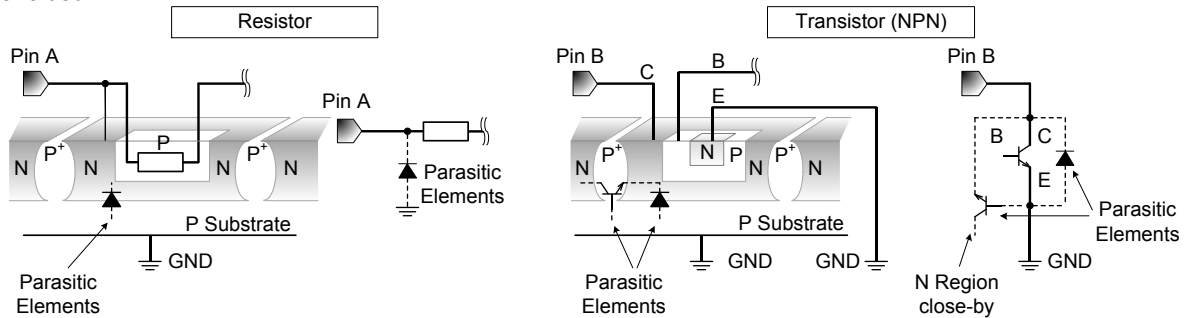 Resistor
Transistor (NPN)
Pin A
Pin A
N
P+
N
P
N
P+
N
Parasitic
Elements
P Substrate
GND
Parasitic
Elements
Pin B
C
B
E
N
P+
N
N
P
N
P+
N
P Substrate
GND
GND
Parasitic
Elements
Pin B
B
C
E
Parasitic
Elements
GND
N Region
close-by